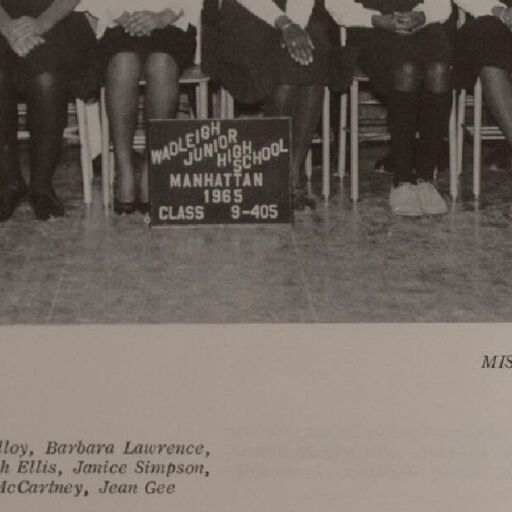 WADLEIGH
JUNIOR
HIGH SCHOOL
MANHATTAN
1965
CLASS 9-405
MIS
lloy, Barbara Lawrence,
h Ellis, Janice Simpson,
McCartney, Jean Gee